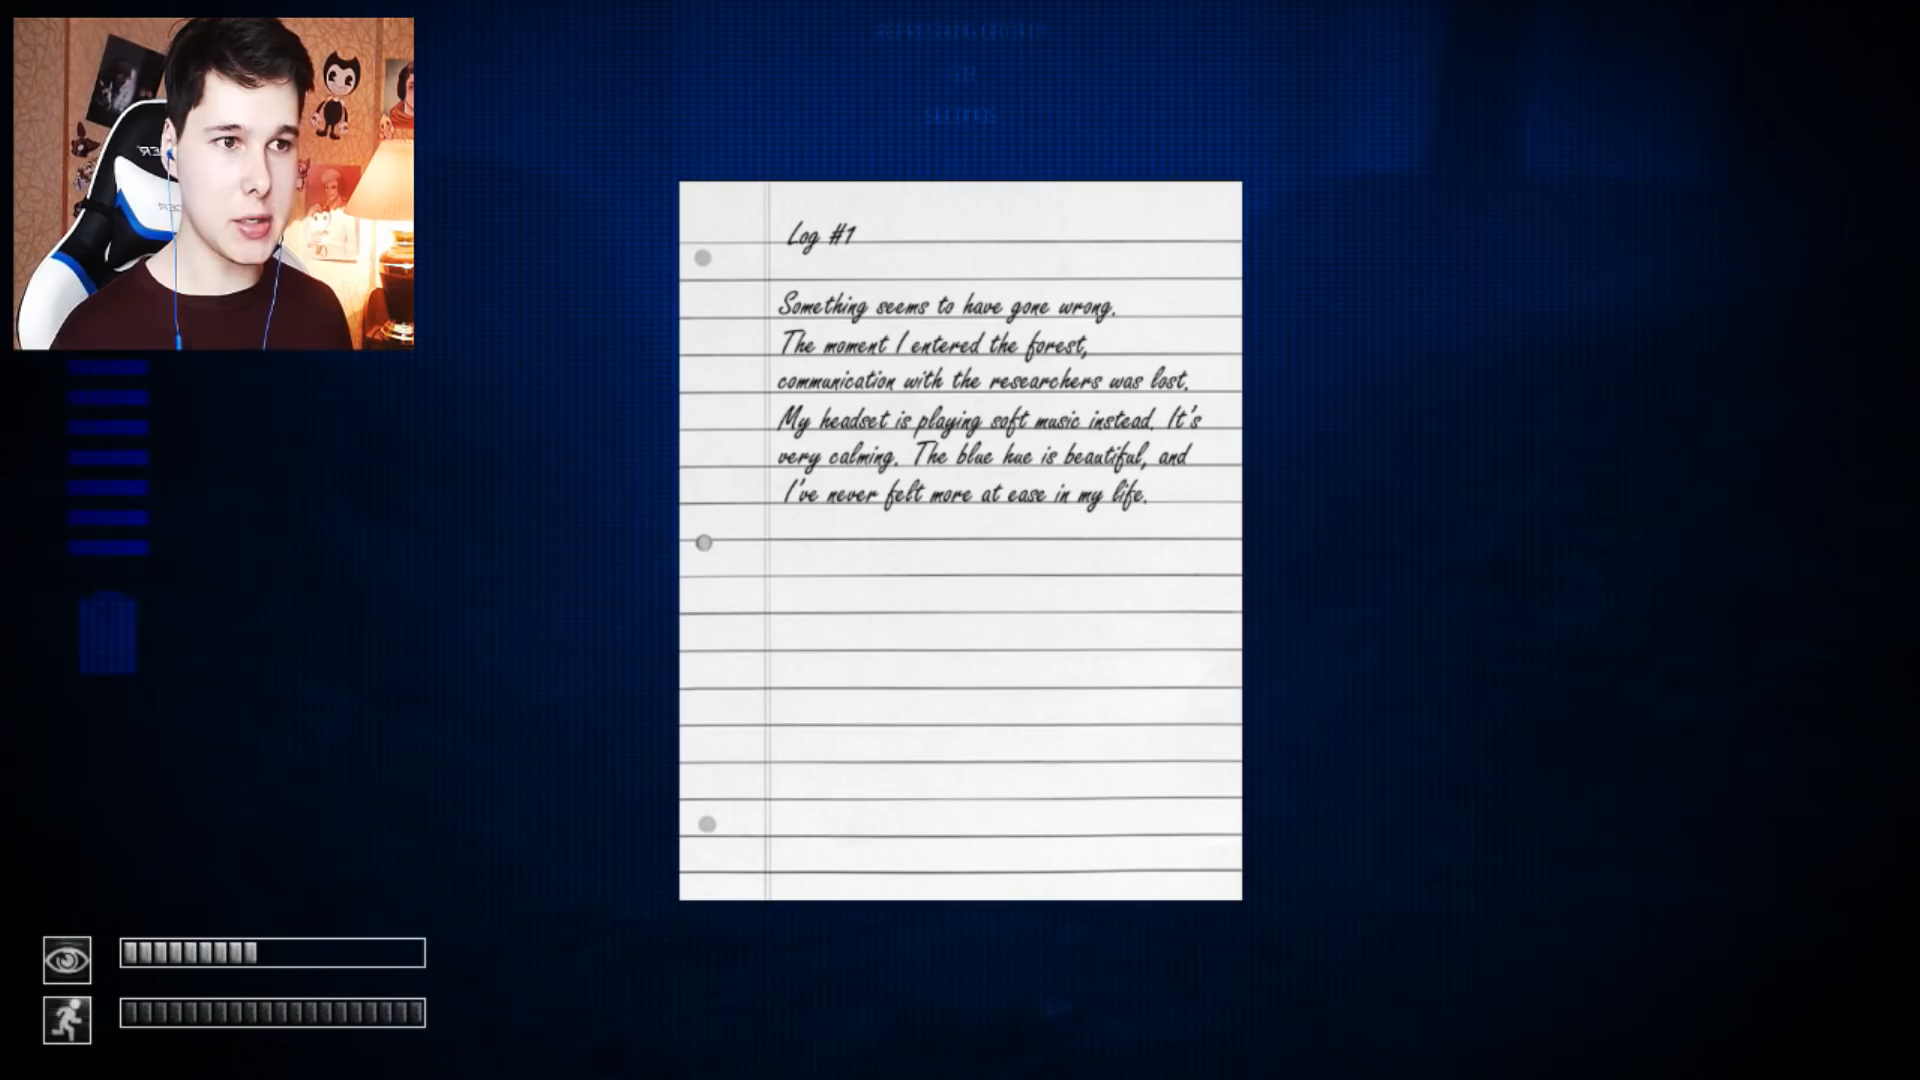 Log #1
Something seems to have gone wrong.
The moment I entered the forest,
communication with the researchers was lost.
My headset is playing soft music instead. It's
very calming. The blue hue is beautiful, and
I've never felt more at ease in my life.